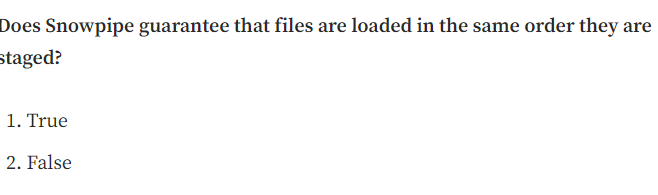 Does Snowpipe guarantee that files are loaded in the same order they are
staged?
1. True
2. False